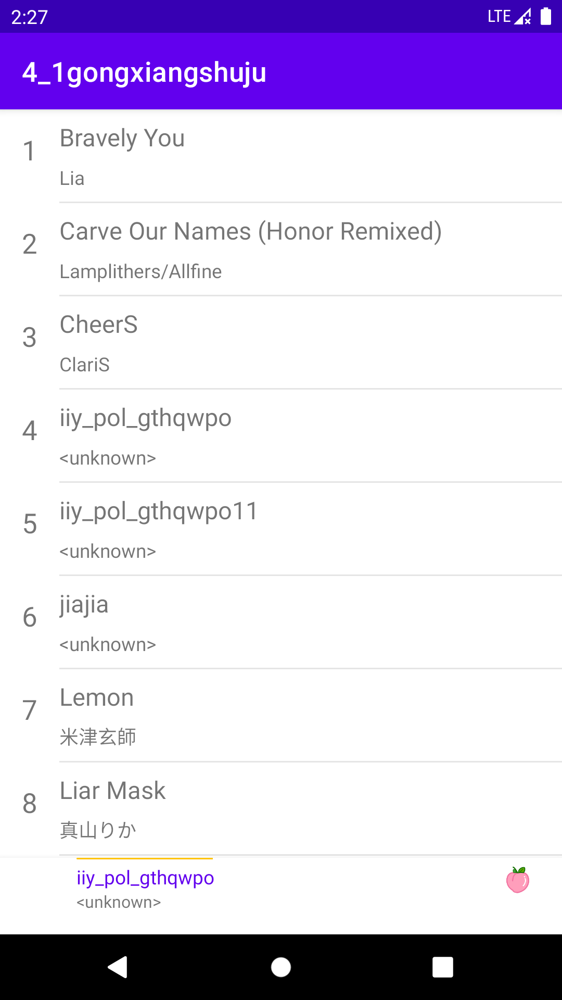 2:27
LTE
4_1gongxiangshuju
1
Bravely You
Lia
2
Carve Our Names (Honor Remixed)
Lamplithers/Allfine
3
CheerS
ClariS
4
iiy_pol_gthqwpo
<unknown>
5
iiy_pol_gthqwpo11
<unknown>
6
jiajia
<unknown>
7
Lemon
米津玄師
8
Liar Mask
真山りか
iiy_pol_gthqwpo
<unknown>